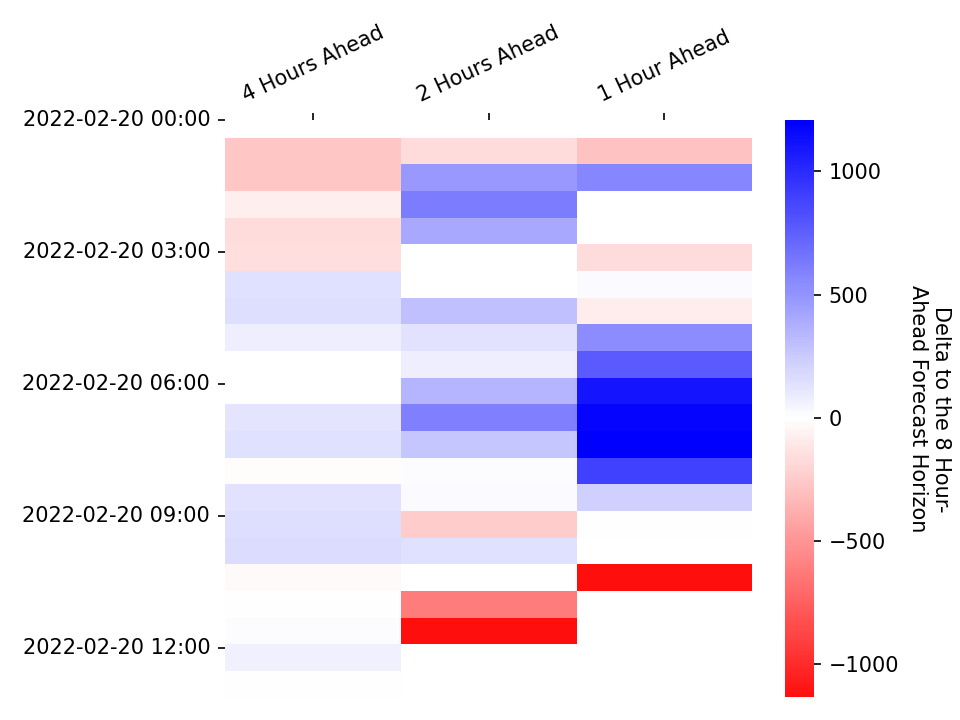 4 Hours Ahead
2 Hours Ahead
1 Hour Ahead
2022-02-20 00:00
2022-02-20 03:00
2022-02-20 06:00
2022-02-20 09:00
2022-02-20 12:00
1000
500
0
−500
−1000
Delta to the 8 Hour-
Ahead Forecast Horizon